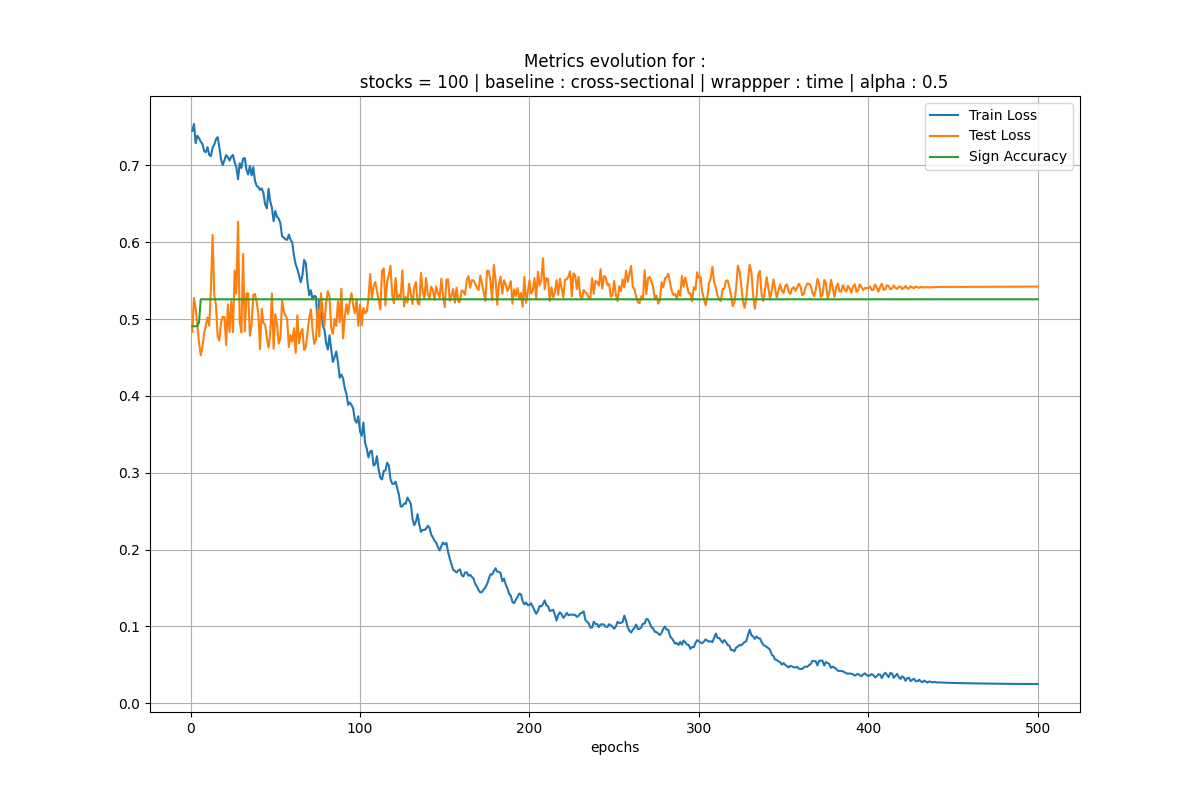 Metrics evolution for :
stocks = 100 | baseline : cross-sectional | wrappper : time | alpha : 0.5
Train Loss
Test Loss
Sign Accuracy
0.7
0.6
0.5
0.4
0.3
0.2
0.1
0.0
0 100 200 300 400 500
epochs